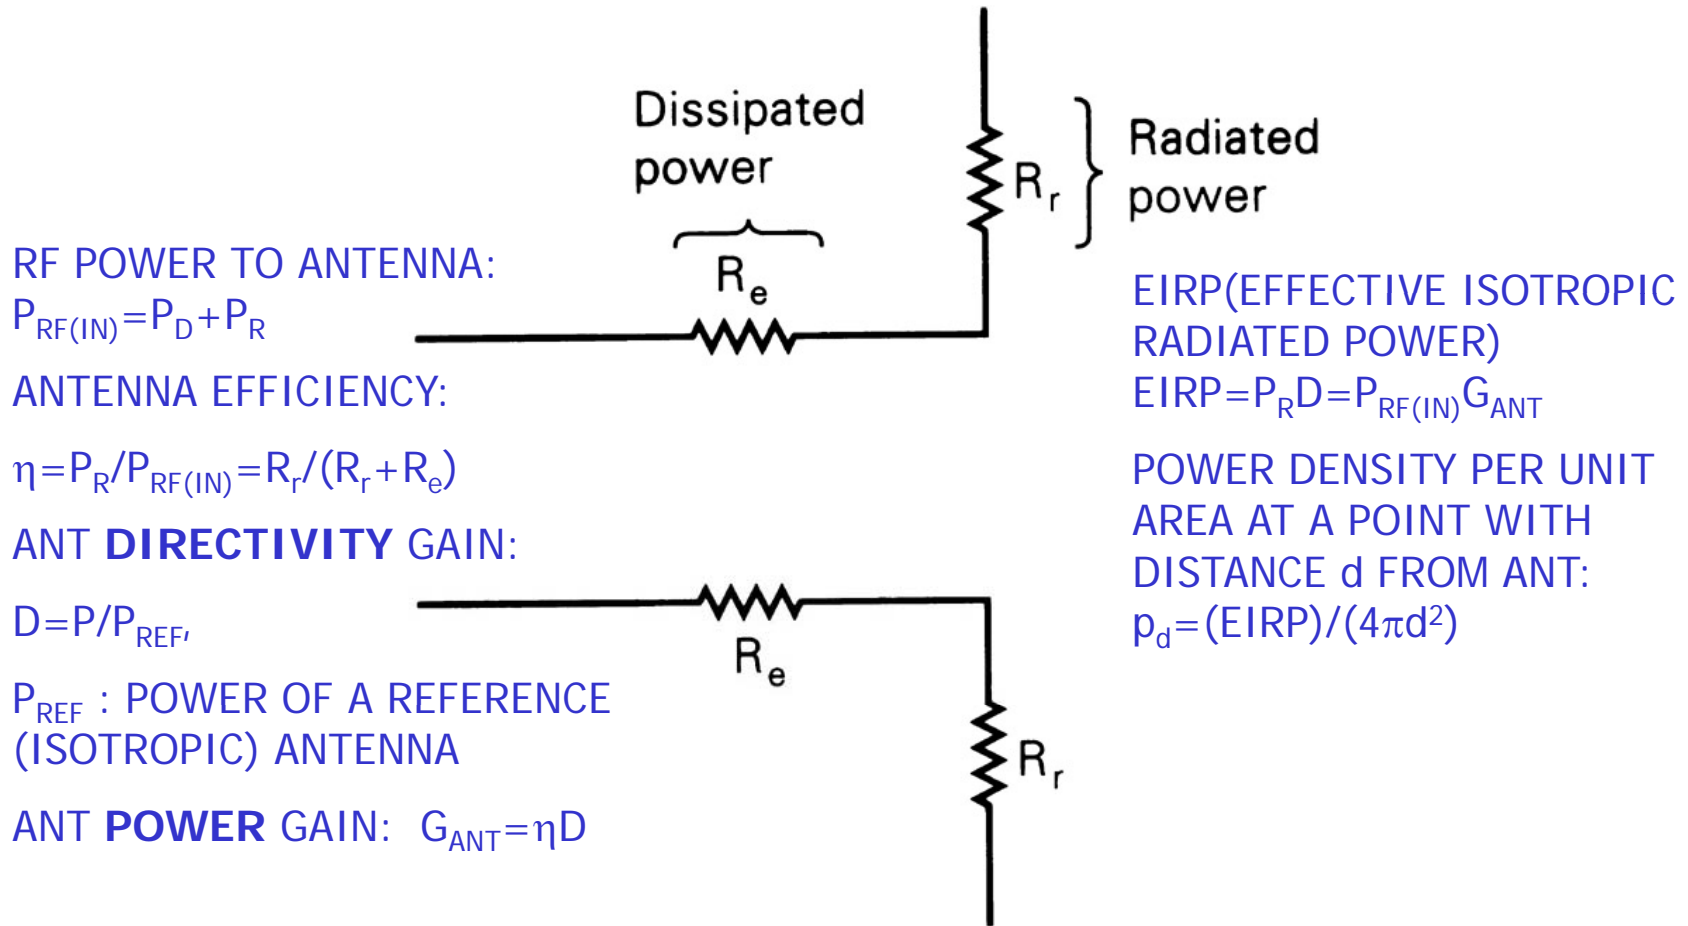 Dissipated
power
R_e
R_r
Radiated
power
RF POWER TO ANTENNA:
P_RF(IN)=P_D+P_R
ANTENNA EFFICIENCY:
η=P_R/P_RF(IN)=R_r/(R_r+R_e)
ANT DIRECTIVITY GAIN:
D=P/P_REF,
P_REF : POWER OF A REFERENCE
(ISOTROPIC) ANTENNA
ANT POWER GAIN: G_ANT=ηD
R_e
R_r
EIRP(EFFECTIVE ISOTROPIC
RADIATED POWER)
EIRP=P_RD=P_RF(IN)G_ANT
POWER DENSITY PER UNIT
AREA AT A POINT WITH
DISTANCE d FROM ANT:
p_d=(EIRP)/(4πd²)